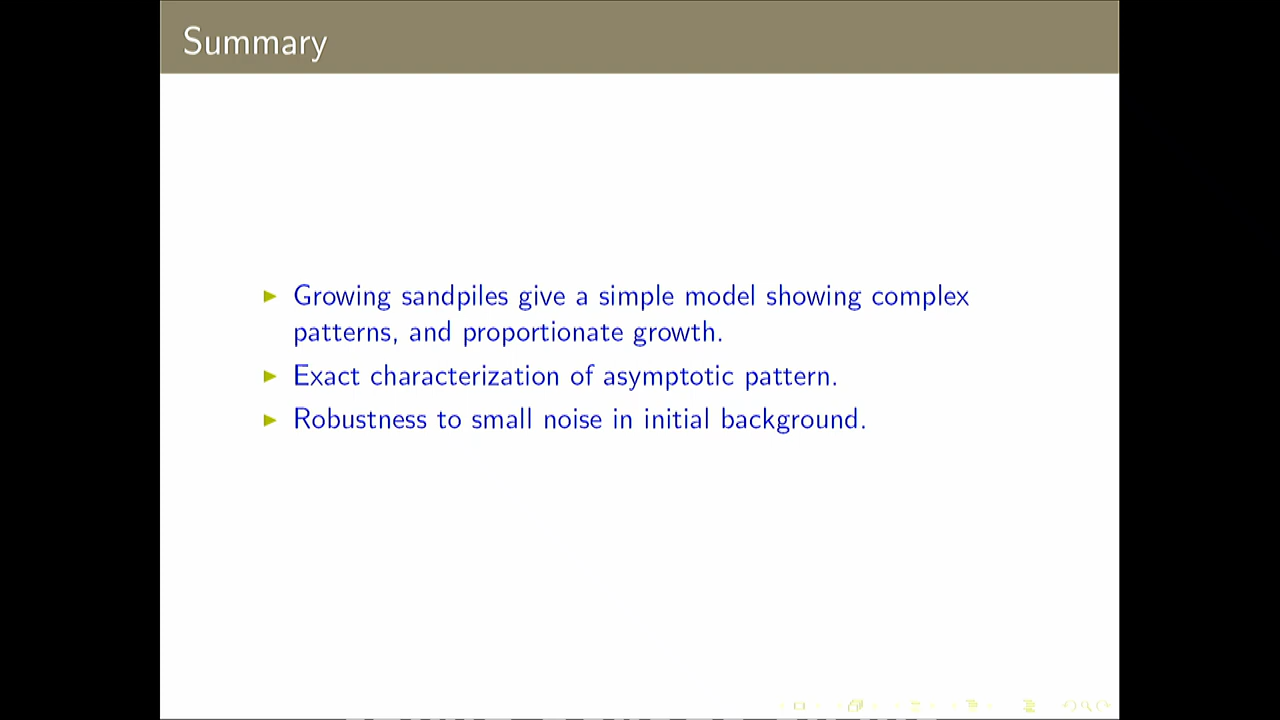 Summary
Growing sandpiles give a simple model showing complex
patterns, and proportionate growth.
Exact characterization of asymptotic pattern.
Robustness to small noise in initial background.